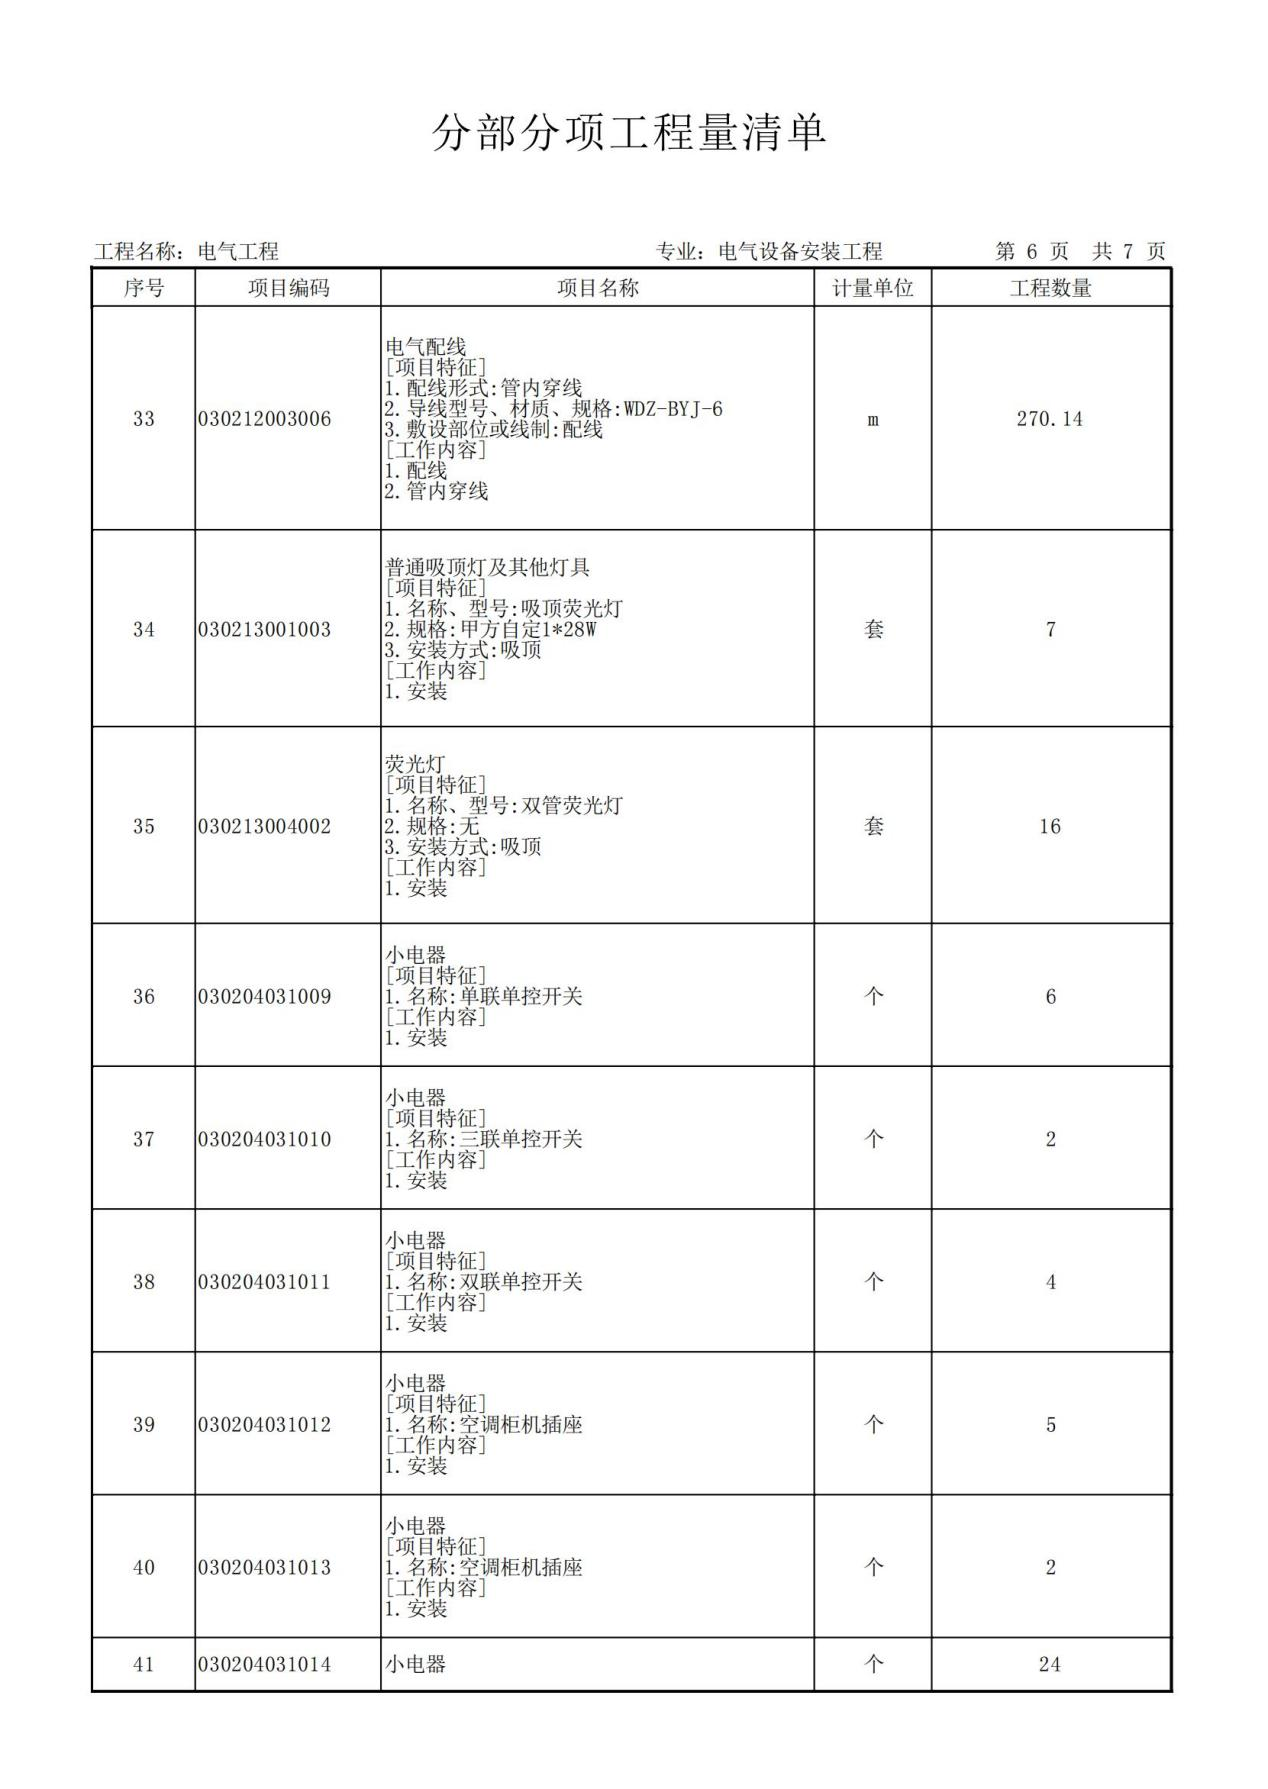 分部分项工程量清单
工程名称：电气工程 专业：电气设备安装工程 第 6 页 共 7 页
序号 项目编码 项目名称 计量单位 工程数量
33 030212003006 m 270.14
电气配线
[项目特征]
1.配线形式:管内穿线
2.导线型号、材质、规格:WDZ-BYJ-6
3.敷设部位或线制:配线
[工作内容]
1.配线
2.管内穿线
34 030213001003 套 7
普通吸顶灯及其他灯具
[项目特征]
1.名称、型号:吸顶荧光灯
2.规格:甲方自定1*28W
3.安装方式:吸顶
[工作内容]
1.安装
35 030213004002 套 16
荧光灯
[项目特征]
1.名称、型号:双管荧光灯
2.规格:无
3.安装方式:吸顶
[工作内容]
1.安装
36 030204031009 个 6
小电器
[项目特征]
1.名称:单联单控开关
[工作内容]
1.安装
37 030204031010 个 2
小电器
[项目特征]
1.名称:三联单控开关
[工作内容]
1.安装
38 030204031011 个 4
小电器
[项目特征]
1.名称:双联单控开关
[工作内容]
1.安装
39 030204031012 个 5
小电器
[项目特征]
1.名称:空调柜机插座
[工作内容]
1.安装
40 030204031013 个 2
小电器
[项目特征]
1.名称:空调柜机插座
[工作内容]
1.安装
41 030204031014 小电器 个 24